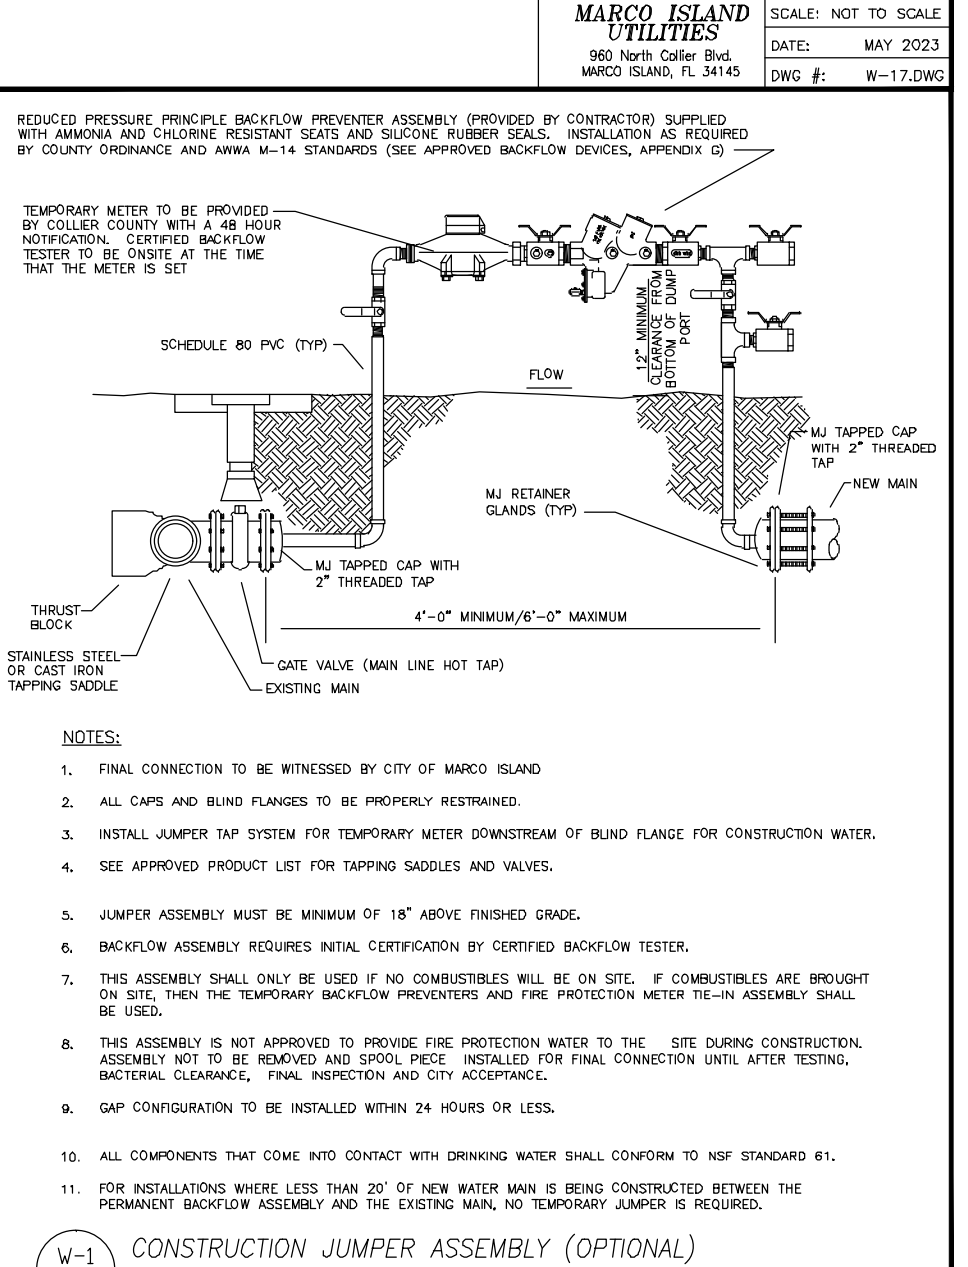 MARCO ISLAND
UTILITIES
960 North Collier Blvd.
MARCO ISLAND, FL 34145
SCALE: NOT TO SCALE
DATE: MAY 2023
DWG #: W-17.DWG
REDUCED PRESSURE PRINCIPLE BACKFLOW PREVENTER ASSEMBLY (PROVIDED BY CONTRACTOR) SUPPLIED
WITH AMMONIA AND CHLORINE RESISTANT SEATS AND SILICONE RUBBER SEALS. INSTALLATION AS REQUIRED
BY COUNTY ORDINANCE AND AWWA M-14 STANDARDS (SEE APPROVED BACKFLOW DEVICES, APPENDIX G)
TEMPORARY METER TO BE PROVIDED
BY COLLIER COUNTY WITH A 48 HOUR
NOTIFICATION. CERTIFIED BACKFLOW
TESTER TO BE ONSITE AT THE TIME
THAT THE METER IS SET
12" MINIMUM
CLEARANCE FROM
BOTTOM OF DUMP
PORT
SCHEDULE 80 PVC (TYP)
FLOW
MJ TAPPED CAP
WITH 2" THREADED
TAP
NEW MAIN
MJ RETAINER
GLANDS (TYP)
MJ TAPPED CAP WITH
2" THREADED TAP
THRUST
BLOCK
4'-0" MINIMUM/6'-0" MAXIMUM
STAINLESS STEEL
OR CAST IRON
TAPPING SADDLE
GATE VALVE (MAIN LINE HOT TAP)
EXISTING MAIN
NOTES:
1. FINAL CONNECTION TO BE WITNESSED BY CITY OF MARCO ISLAND
2. ALL CAPS AND BLIND FLANGES TO BE PROPERLY RESTRAINED.
3. INSTALL JUMPER TAP SYSTEM FOR TEMPORARY METER DOWNSTREAM OF BLIND FLANGE FOR CONSTRUCTION WATER.
4. SEE APPROVED PRODUCT LIST FOR TAPPING SADDLES AND VALVES.
5. JUMPER ASSEMBLY MUST BE MINIMUM OF 18" ABOVE FINISHED GRADE.
6. BACKFLOW ASSEMBLY REQUIRES INITIAL CERTIFICATION BY CERTIFIED BACKFLOW TESTER.
7. THIS ASSEMBLY SHALL ONLY BE USED IF NO COMBUSTIBLES WILL BE ON SITE. IF COMBUSTIBLES ARE BROUGHT
ON SITE, THEN THE TEMPORARY BACKFLOW PREVENTERS AND FIRE PROTECTION METER TIE-IN ASSEMBLY SHALL
BE USED.
8. THIS ASSEMBLY IS NOT APPROVED TO PROVIDE FIRE PROTECTION WATER TO THE SITE DURING CONSTRUCTION.
ASSEMBLY NOT TO BE REMOVED AND SPOOL PIECE INSTALLED FOR FINAL CONNECTION UNTIL AFTER TESTING,
BACTERIAL CLEARANCE, FINAL INSPECTION AND CITY ACCEPTANCE.
9. GAP CONFIGURATION TO BE INSTALLED WITHIN 24 HOURS OR LESS.
10. ALL COMPONENTS THAT COME INTO CONTACT WITH DRINKING WATER SHALL CONFORM TO NSF STANDARD 61.
11. FOR INSTALLATIONS WHERE LESS THAN 20' OF NEW WATER MAIN IS BEING CONSTRUCTED BETWEEN THE
PERMANENT BACKFLOW ASSEMBLY AND THE EXISTING MAIN, NO TEMPORARY JUMPER IS REQUIRED.
W-1 CONSTRUCTION JUMPER ASSEMBLY (OPTIONAL)